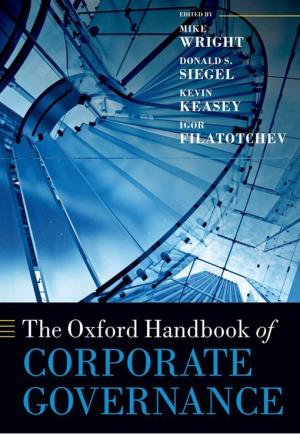 EDITED BY
MIKE
WRIGHT
DONALD S.
SIEGEL
KEVIN
KEASEY
IGOR
FILATOTCHEV
The Oxford Handbook of
CORPORATE
GOVERNANCE